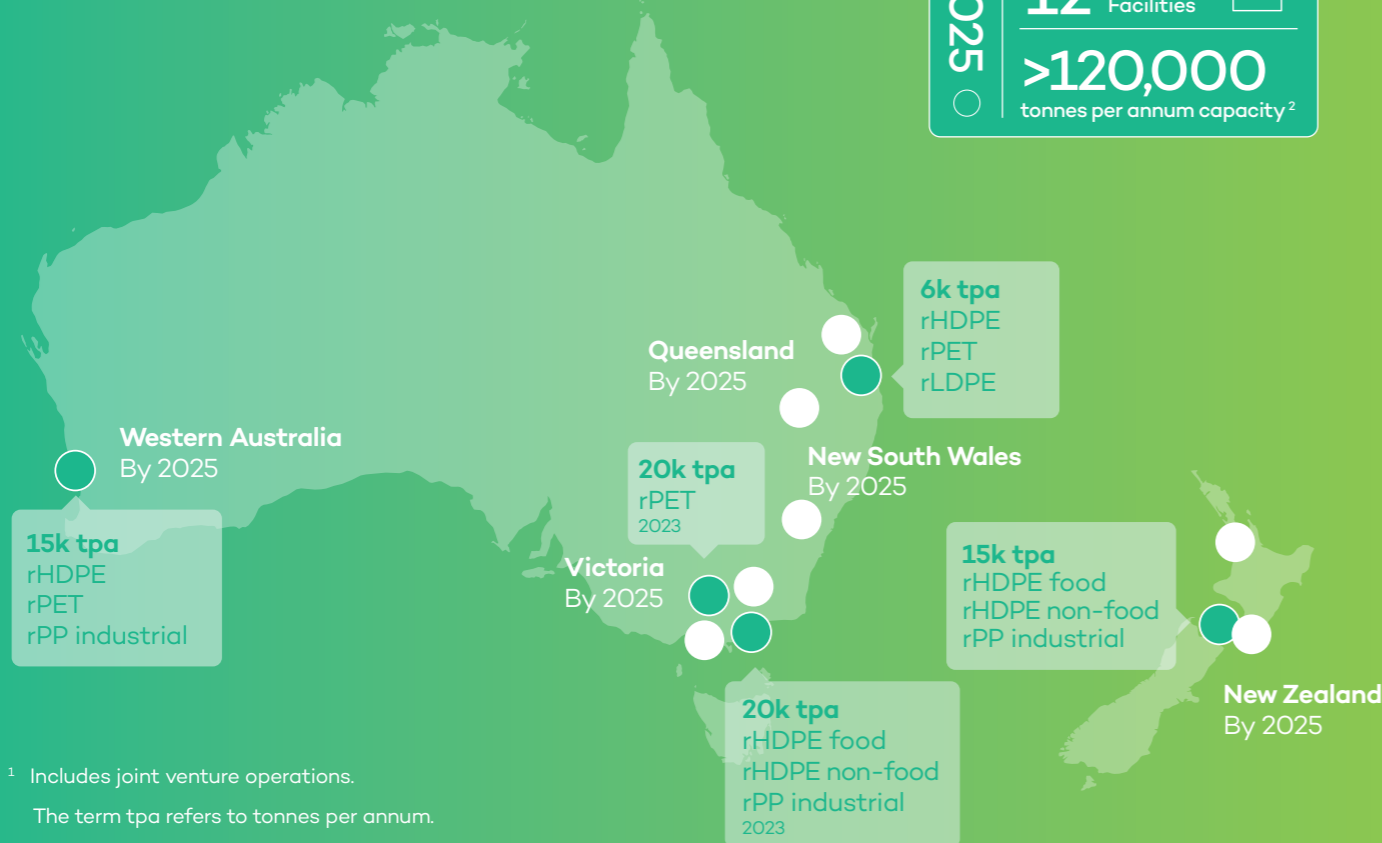 2025
12 Facilities
>120,000
tonnes per annum capacity 2
6k tpa
rHDPE
rPET
rLDPE
Queensland
By 2025
Western Australia
By 2025
New South Wales
By 2025
20k tpa
rPET
2023
15k tpa
rHDPE
rPET
rPP industrial
Victoria
By 2025
15k tpa
rHDPE food
rHDPE non-food
rPP industrial
New Zealand
By 2025
20k tpa
rHDPE food
rHDPE non-food
rPP industrial
2023
1 Includes joint venture operations.
The term tpa refers to tonnes per annum.